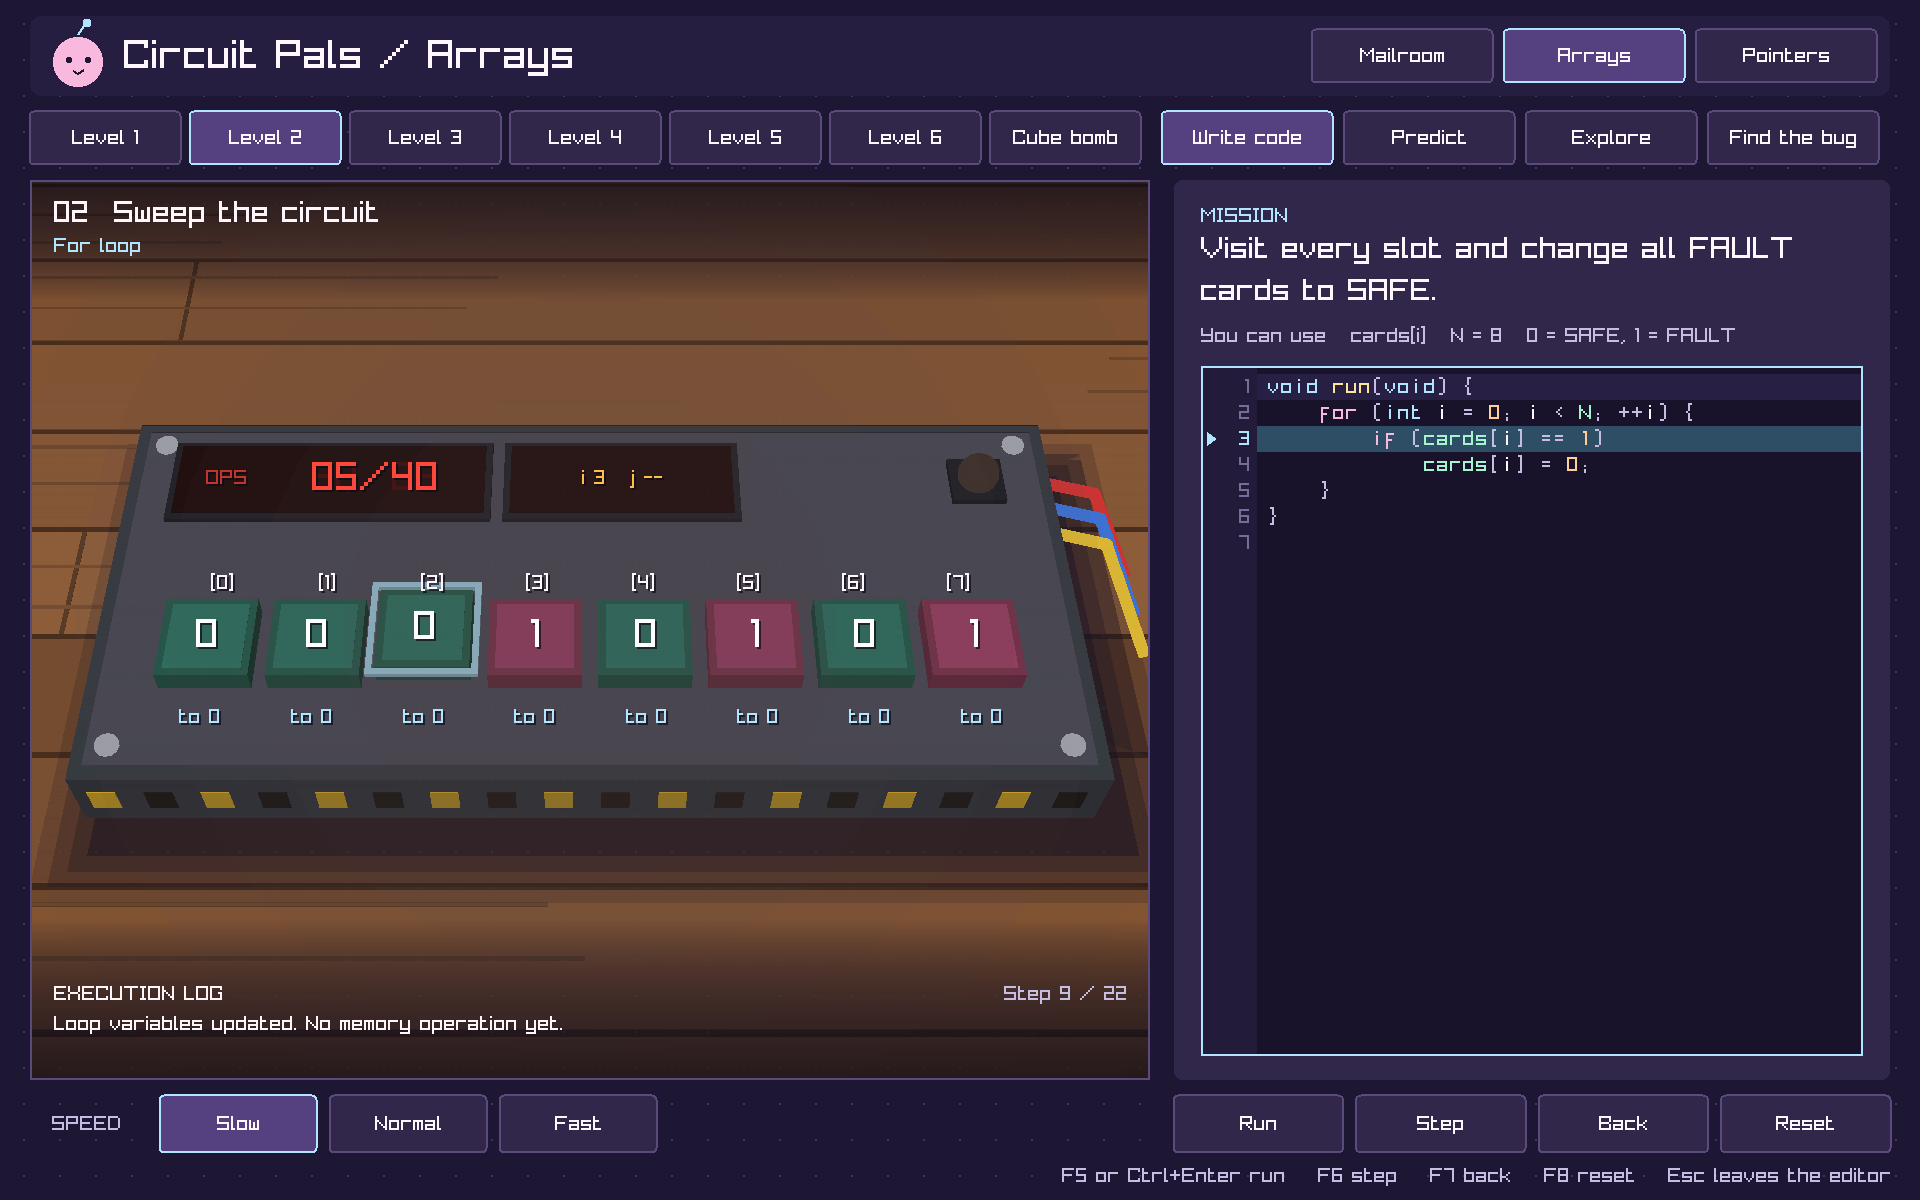 Circuit Pals / Arrays
Mailroom
Arrays
Pointers
Level 1
Level 2
Level 3
Level 4
Level 5
Level 6
Cube bomb
Write code
Predict
Explore
Find the bug
02 Sweep the circuit
For loop
OPS 05/40
i 3 j --
[0] [1] [2] [3] [4] [5] [6] [7]
0 0 0 1 0 1 0 1
to 0 to 0 to 0 to 0 to 0 to 0 to 0 to 0
EXECUTION LOG
Step 9 / 22
Loop variables updated. No memory operation yet.
MISSION
Visit every slot and change all FAULT
cards to SAFE.
You can use cards[i] N = 8 0 = SAFE, 1 = FAULT
1 void run(void) {
2 for (int i = 0; i < N; ++i) {
3 if (cards[i] == 1)
4 cards[i] = 0;
5 }
6 }
7
SPEED
Slow
Normal
Fast
Run
Step
Back
Reset
F5 or Ctrl+Enter run F6 step F7 back F8 reset Esc leaves the editor